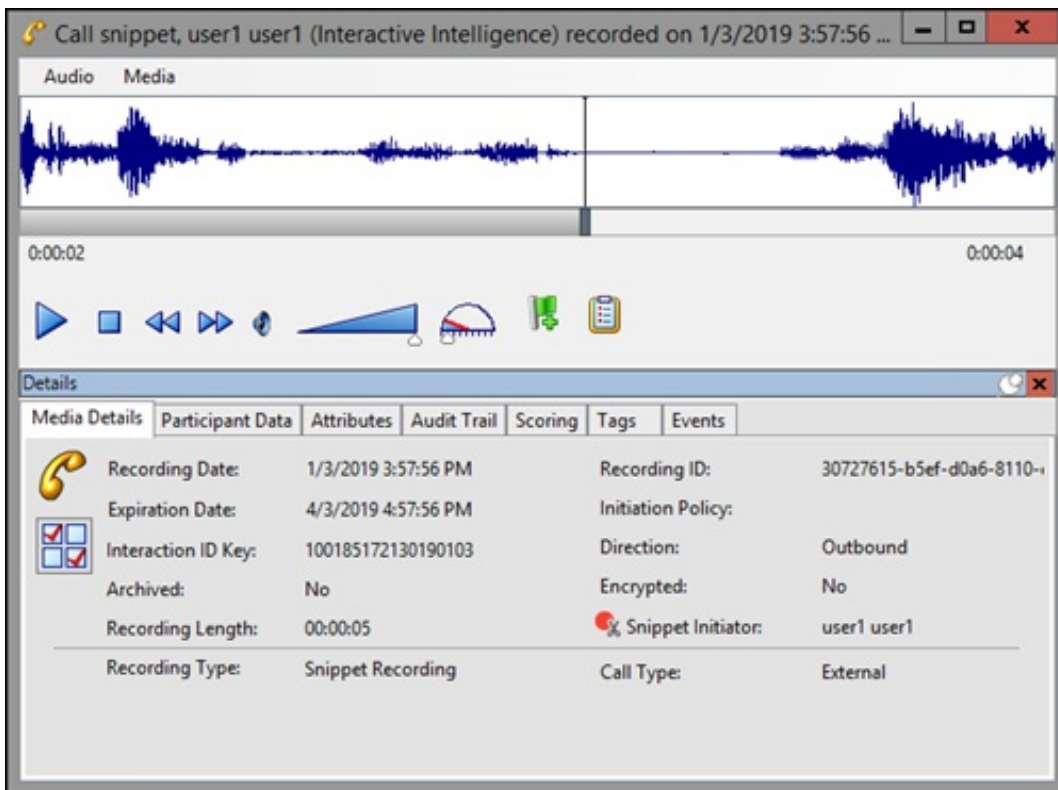 Call snippet, user1 user1 (Interactive Intelligence) recorded on 1/3/2019 3:57:56 ...
Audio Media
0:00:02 0:00:04
Details
Media Details Participant Data Attributes Audit Trail Scoring Tags Events
Recording Date: 1/3/2019 3:57:56 PM Recording ID: 30727615-b5ef-d0a6-8110-
Expiration Date: 4/3/2019 4:57:56 PM Initiation Policy:
Interaction ID Key: 100185172130190103 Direction: Outbound
Archived: No Encrypted: No
Recording Length: 00:00:05 Snippet Initiator: user1 user1
Recording Type: Snippet Recording Call Type: External